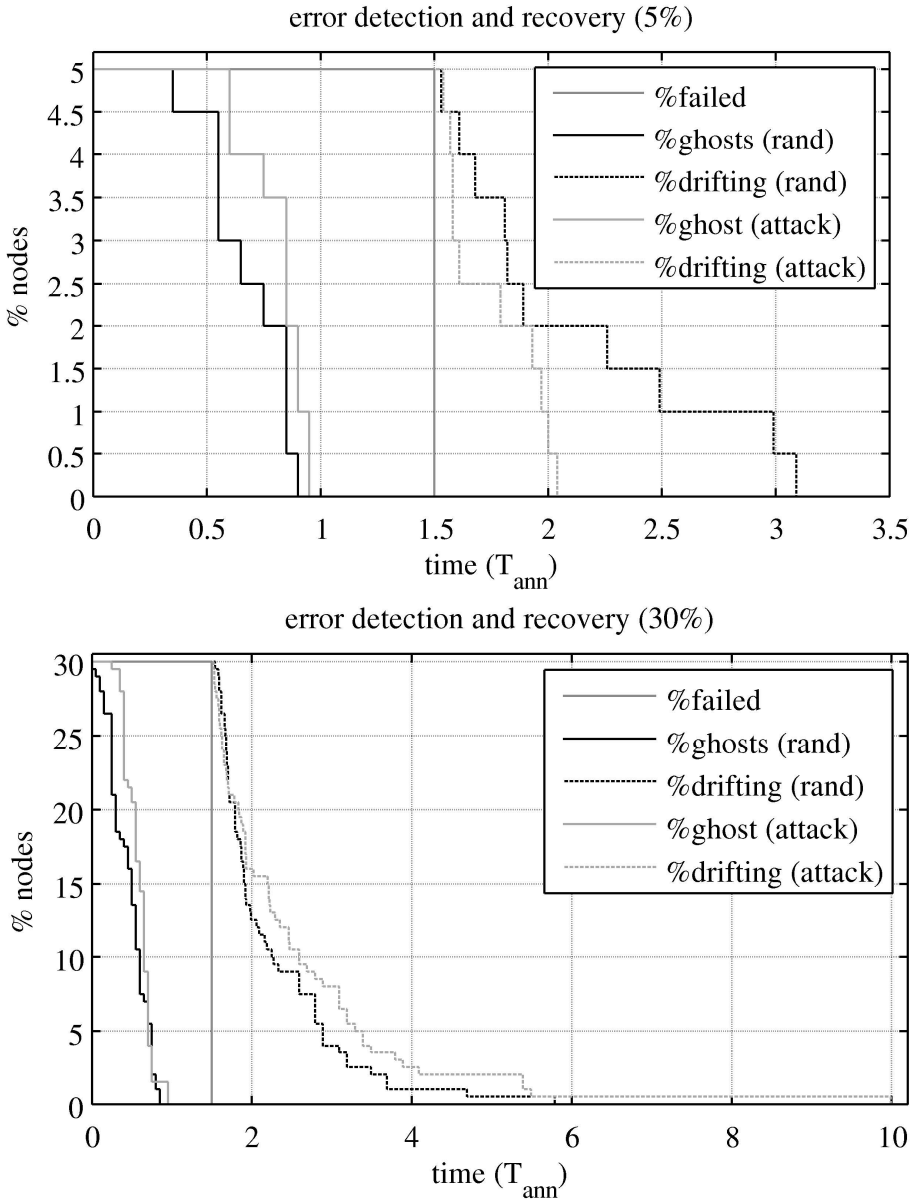 error detection and recovery (5%)
% nodes
5
4.5
4
3.5
3
2.5
2
1.5
1
0.5
0
%failed
%ghosts (rand)
%drifting (rand)
%ghost (attack)
%drifting (attack)
0 0.5 1 1.5 2 2.5 3 3.5
time (Tann)
error detection and recovery (30%)
% nodes
30
25
20
15
10
5
0
%failed
%ghosts (rand)
%drifting (rand)
%ghost (attack)
%drifting (attack)
0 2 4 6 8 10
time (Tann)